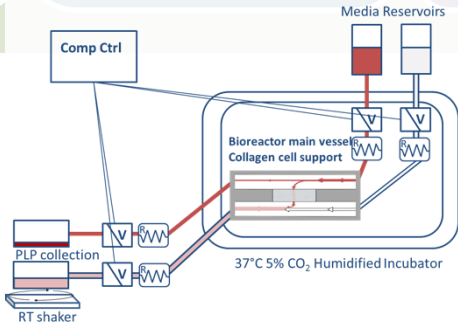 Media Reservoirs
Comp Ctrl
V
V
R
R
Bioreactor main vessel
Collagen cell support
V
R
PLP collection
V
R
37°C 5% CO₂ Humidified Incubator
RT shaker